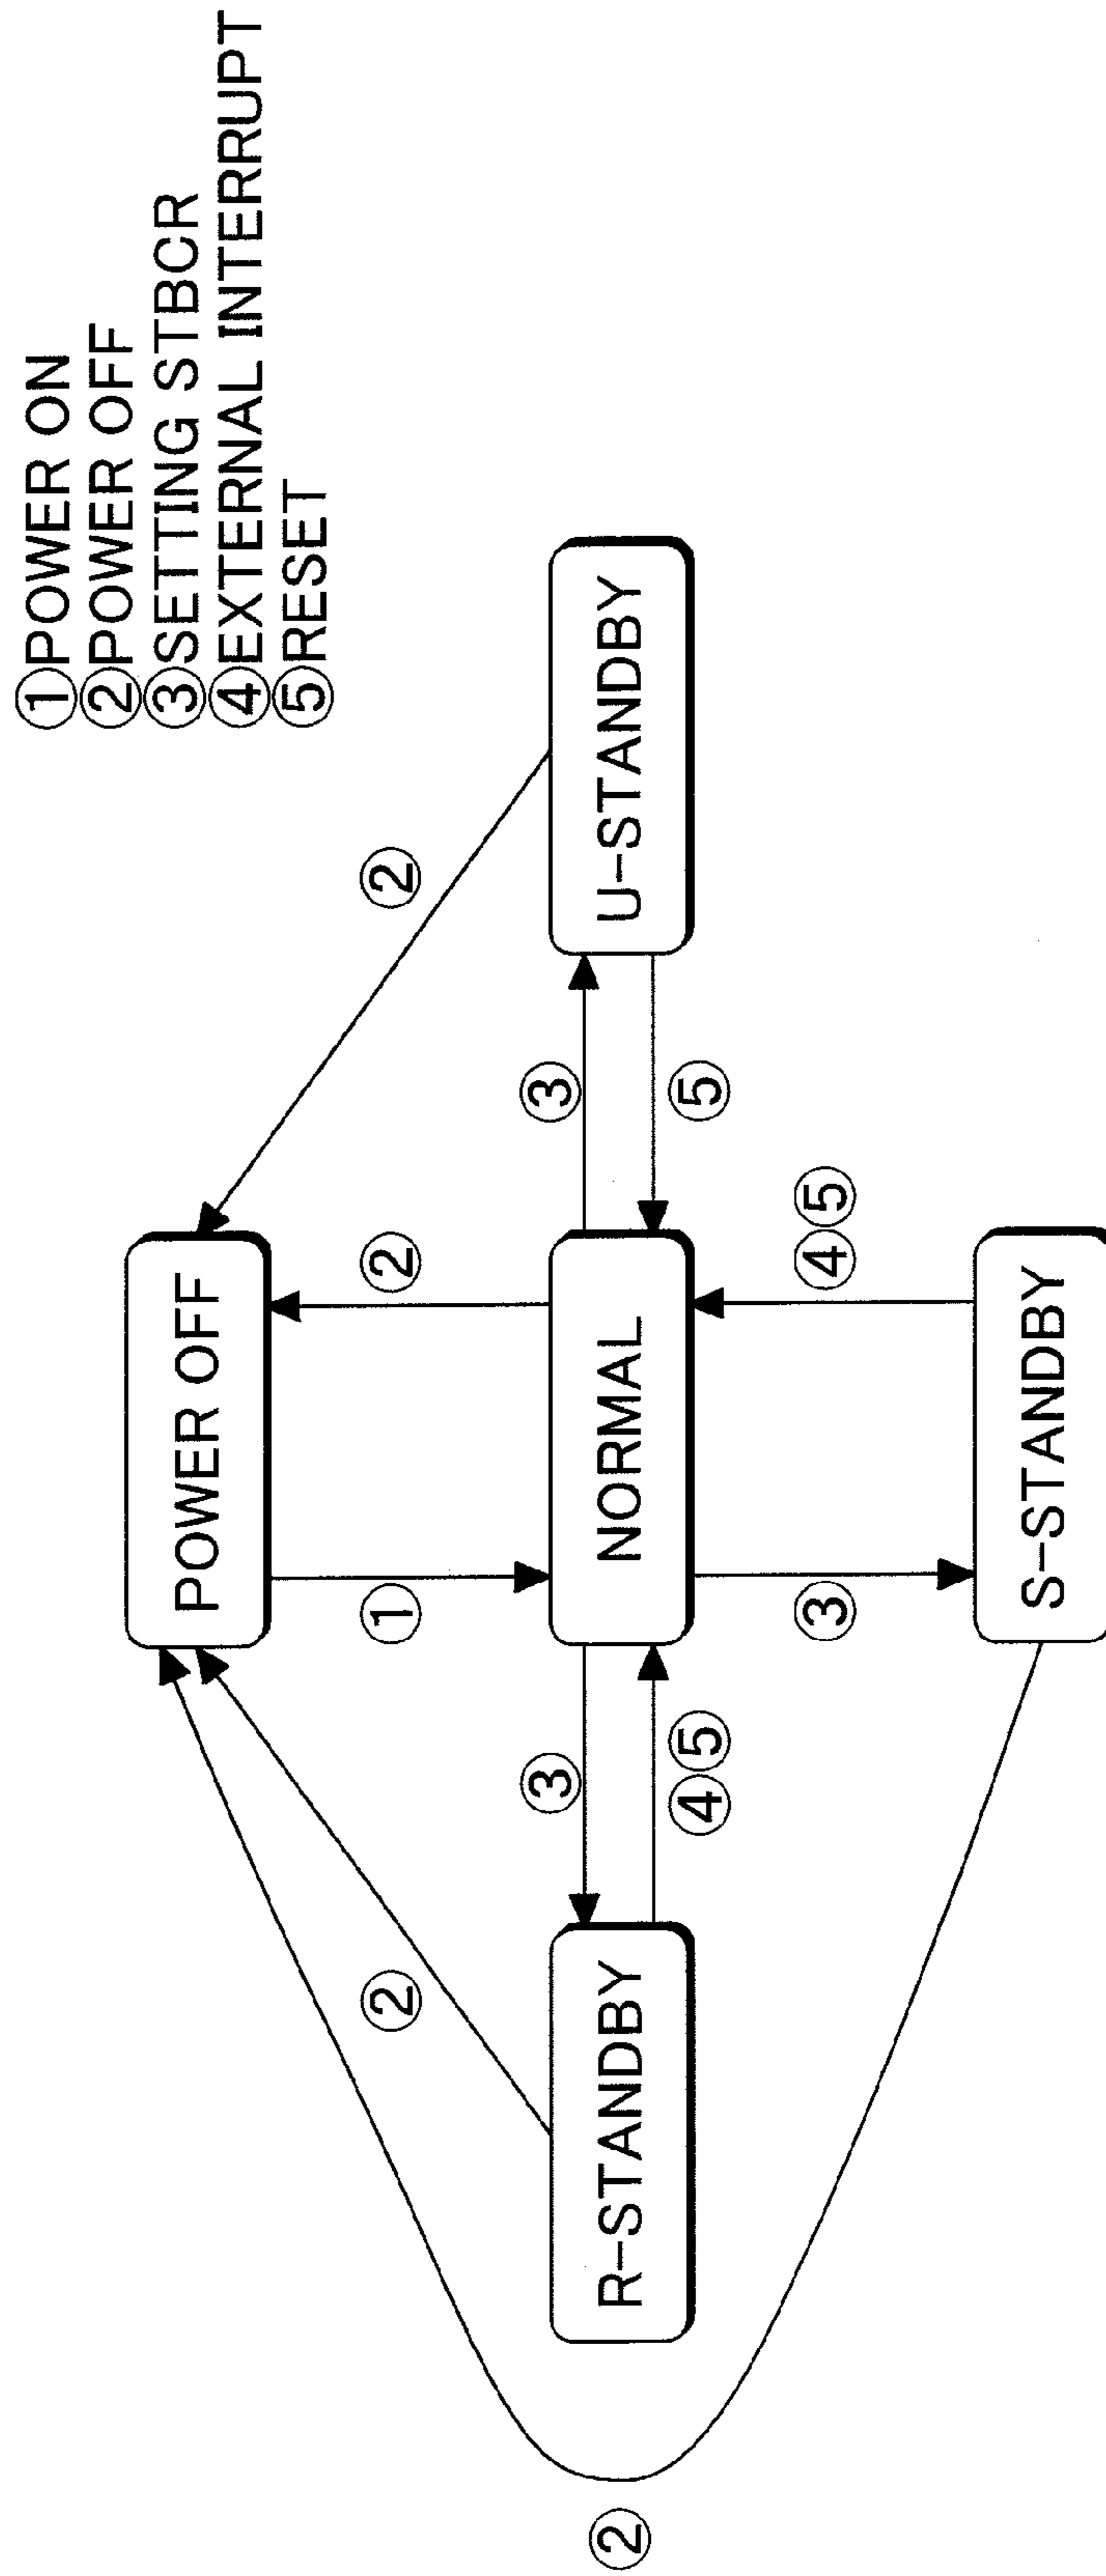 ①POWER ON
②POWER OFF
③SETTING STBCR
④EXTERNAL INTERRUPT
⑤RESET
POWER OFF
②
①
②
②
③
③
②
R-STANDBY
NORMAL
U-STANDBY
④⑤
⑤
③
④⑤
S-STANDBY